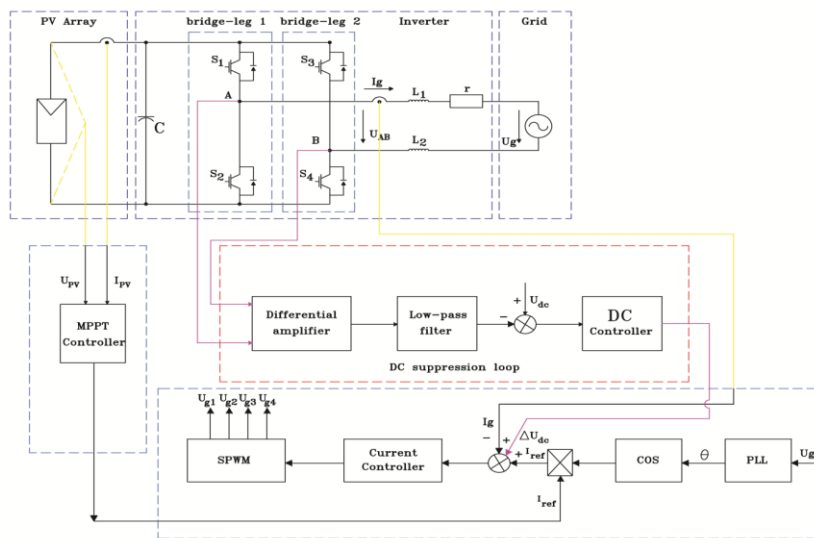 PV Array
bridge-leg 1
bridge-leg 2
Inverter
Grid
S1
S3
Ig
L1
r
A
C
UAB
B
L2
Ug
S2
S4
UPV
IPV
MPPT
Controller
Differential
amplifier
Low-pass
filter
+
Udc
−
DC
Controller
DC suppression loop
Ug1 Ug2 Ug3 Ug4
Ig
−
+
ΔUdc
+ Iref
SPWM
Current
Controller
COS
θ
PLL
Ug
Iref